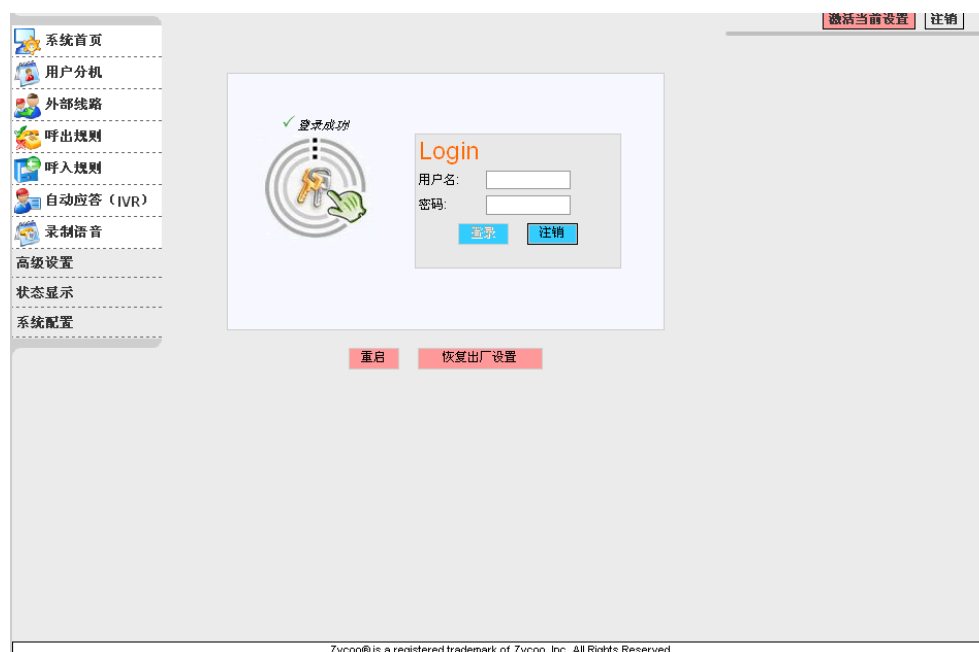 激活当前设置 注销
系统首页
用户分机
外部线路
呼出规则
呼入规则
自动应答（IVR）
录制语音
高级设置
状态显示
系统配置
登录成功!
Login
用户名:
密码:
登录 注销
重启 恢复出厂设置
Zycoo® is a registered trademark of Zycoo, Inc. All Rights Reserved